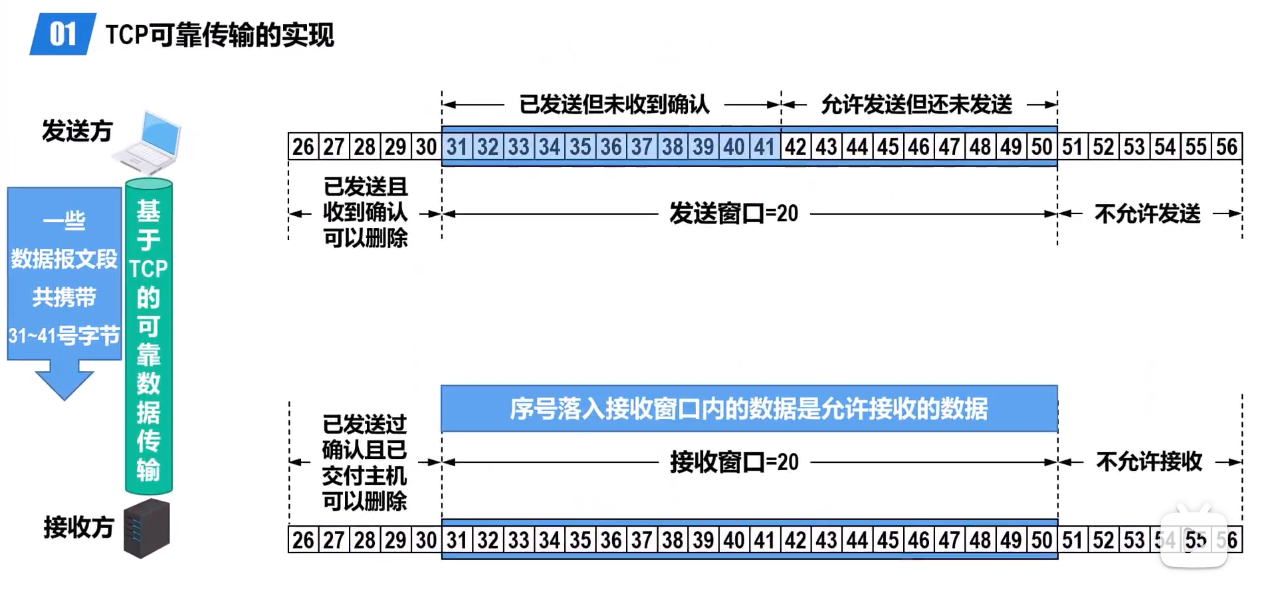 01 TCP可靠传输的实现
已发送但未收到确认 允许发送但还未发送
发送方
26 27 28 29 30 31 32 33 34 35 36 37 38 39 40 41 42 43 44 45 46 47 48 49 50 51 52 53 54 55 56
已发送且
收到确认
可以删除
发送窗口=20
不允许发送
一些
数据报文段
共携带
31~41号字节
基于TCP的可靠数据传输
序号落入接收窗口内的数据是允许接收的数据
已发送过
确认且已
交付主机
可以删除
接收窗口=20
不允许接收
接收方
26 27 28 29 30 31 32 33 34 35 36 37 38 39 40 41 42 43 44 45 46 47 48 49 50 51 52 53 54 55 56